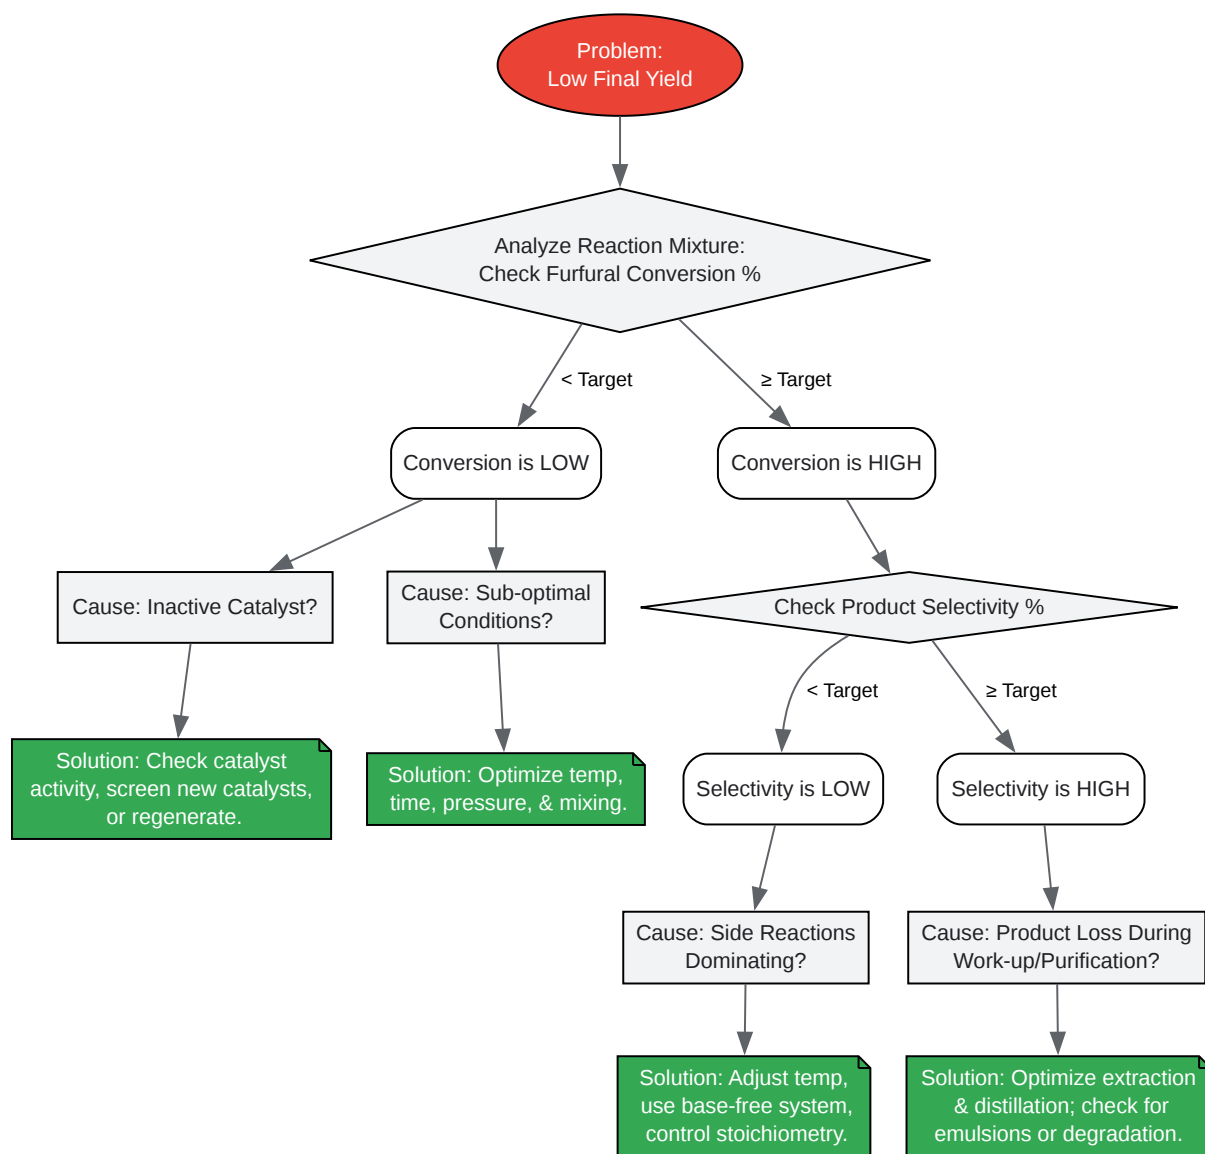 Problem:
Low Final Yield
Analyze Reaction Mixture:
Check Furfural Conversion %
< Target
≥ Target
Conversion is LOW
Conversion is HIGH
Cause: Inactive Catalyst?
Cause: Sub-optimal
Conditions?
Check Product Selectivity %
< Target
≥ Target
Solution: Check catalyst
activity, screen new catalysts,
or regenerate.
Solution: Optimize temp,
time, pressure, & mixing.
Selectivity is LOW
Selectivity is HIGH
Cause: Side Reactions
Dominating?
Cause: Product Loss During
Work-up/Purification?
Solution: Adjust temp,
use base-free system,
control stoichiometry.
Solution: Optimize extraction
& distillation; check for
emulsions or degradation.